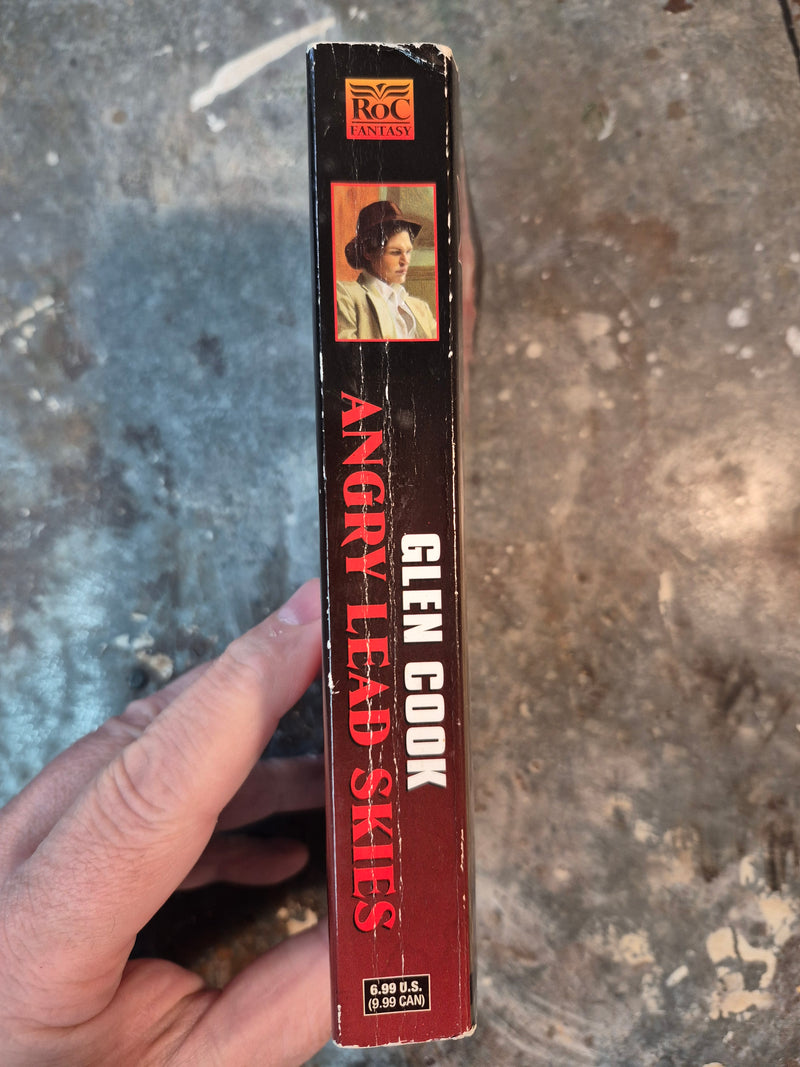 RoC
FANTASY
GLEN COOK
ANGRY LEAD SKIES
6.99 U.S.
(9.99 CAN)